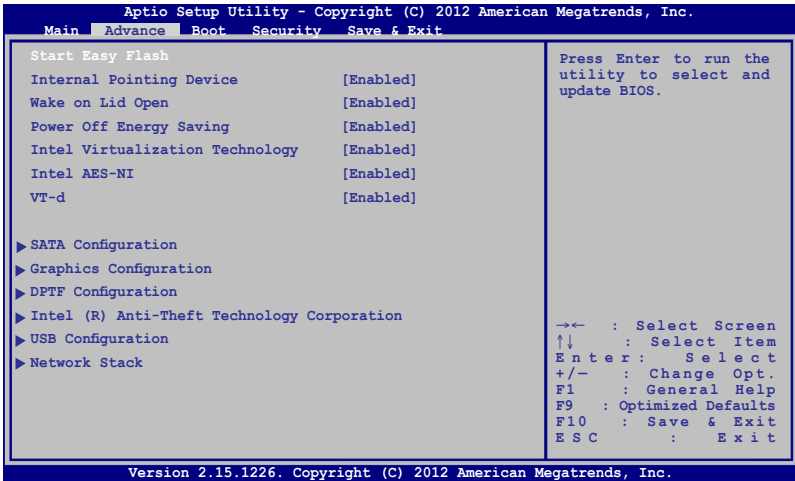 Aptio Setup Utility - Copyright (C) 2012 American Megatrends, Inc.
Main Advance Boot Security Save & Exit
Start Easy Flash
Internal Pointing Device [Enabled]
Wake on Lid Open [Enabled]
Power Off Energy Saving [Enabled]
Intel Virtualization Technology [Enabled]
Intel AES-NI [Enabled]
VT-d [Enabled]
SATA Configuration
Graphics Configuration
DPTF Configuration
Intel (R) Anti-Theft Technology Corporation
USB Configuration
Network Stack
Press Enter to run the
utility to select and
update BIOS.
→← : Select Screen
↑↓ : Select Item
Enter: Select
+/— : Change Opt.
F1 : General Help
F9 : Optimized Defaults
F10 : Save & Exit
ESC : Exit
Version 2.15.1226. Copyright (C) 2012 American Megatrends, Inc.